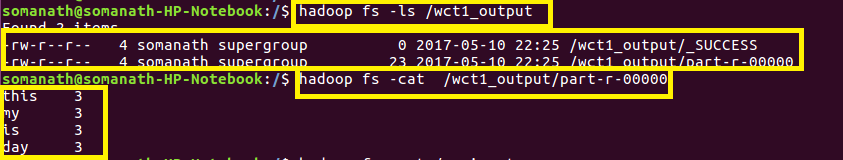 somanath@somanath-HP-Notebook:/$ hadoop fs -ls /wct1_output
Found 2 items
-rw-r--r--   4 somanath supergroup          0 2017-05-10 22:25 /wct1_output/_SUCCESS
-rw-r--r--   4 somanath supergroup         23 2017-05-10 22:25 /wct1_output/part-r-00000
somanath@somanath-HP-Notebook:/$ hadoop fs -cat  /wct1_output/part-r-00000
this    3
my      3
is      3
day     3